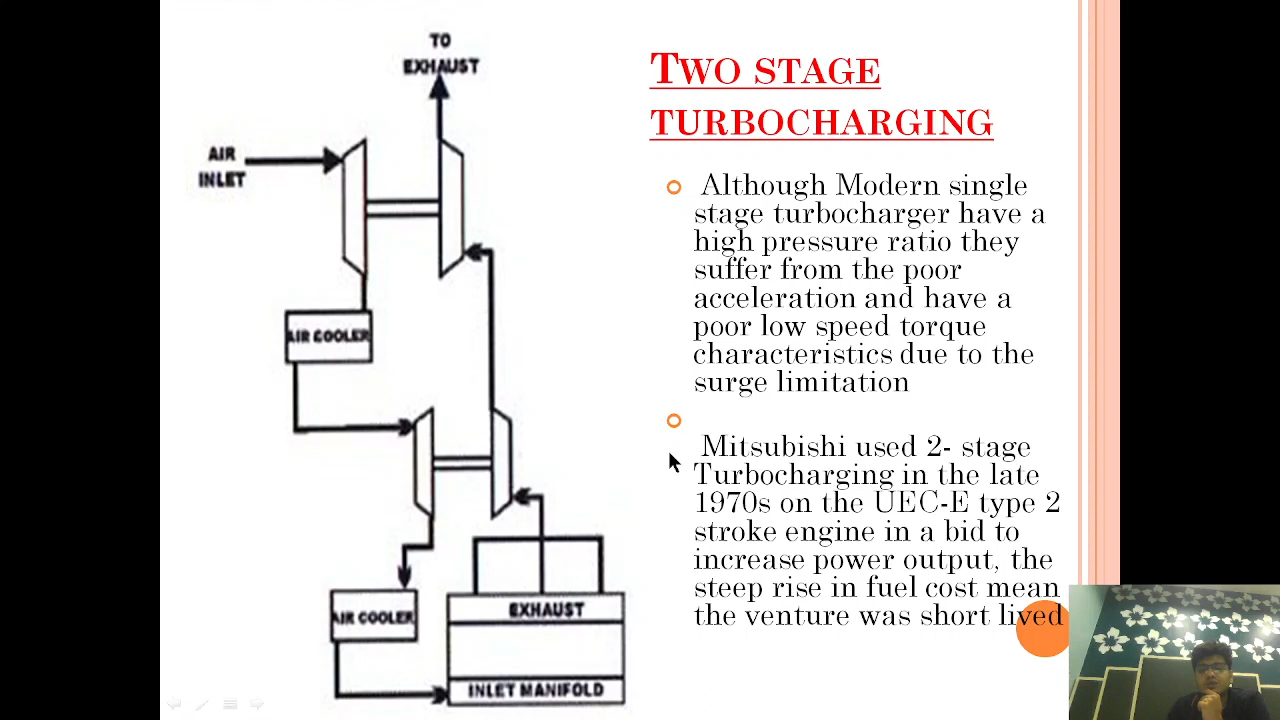 TO
EXHAUST
AIR
INLET
AIR COOLER
AIR COOLER
EXHAUST
INLET MANIFOLD
TWO STAGE
TURBOCHARGING
Although Modern single
stage turbocharger have a
high pressure ratio they
suffer from the poor
acceleration and have a
poor low speed torque
characteristics due to the
surge limitation
Mitsubishi used 2- stage
Turbocharging in the late
1970s on the UEC-E type 2
stroke engine in a bid to
increase power output, the
steep rise in fuel cost mean
the venture was short lived